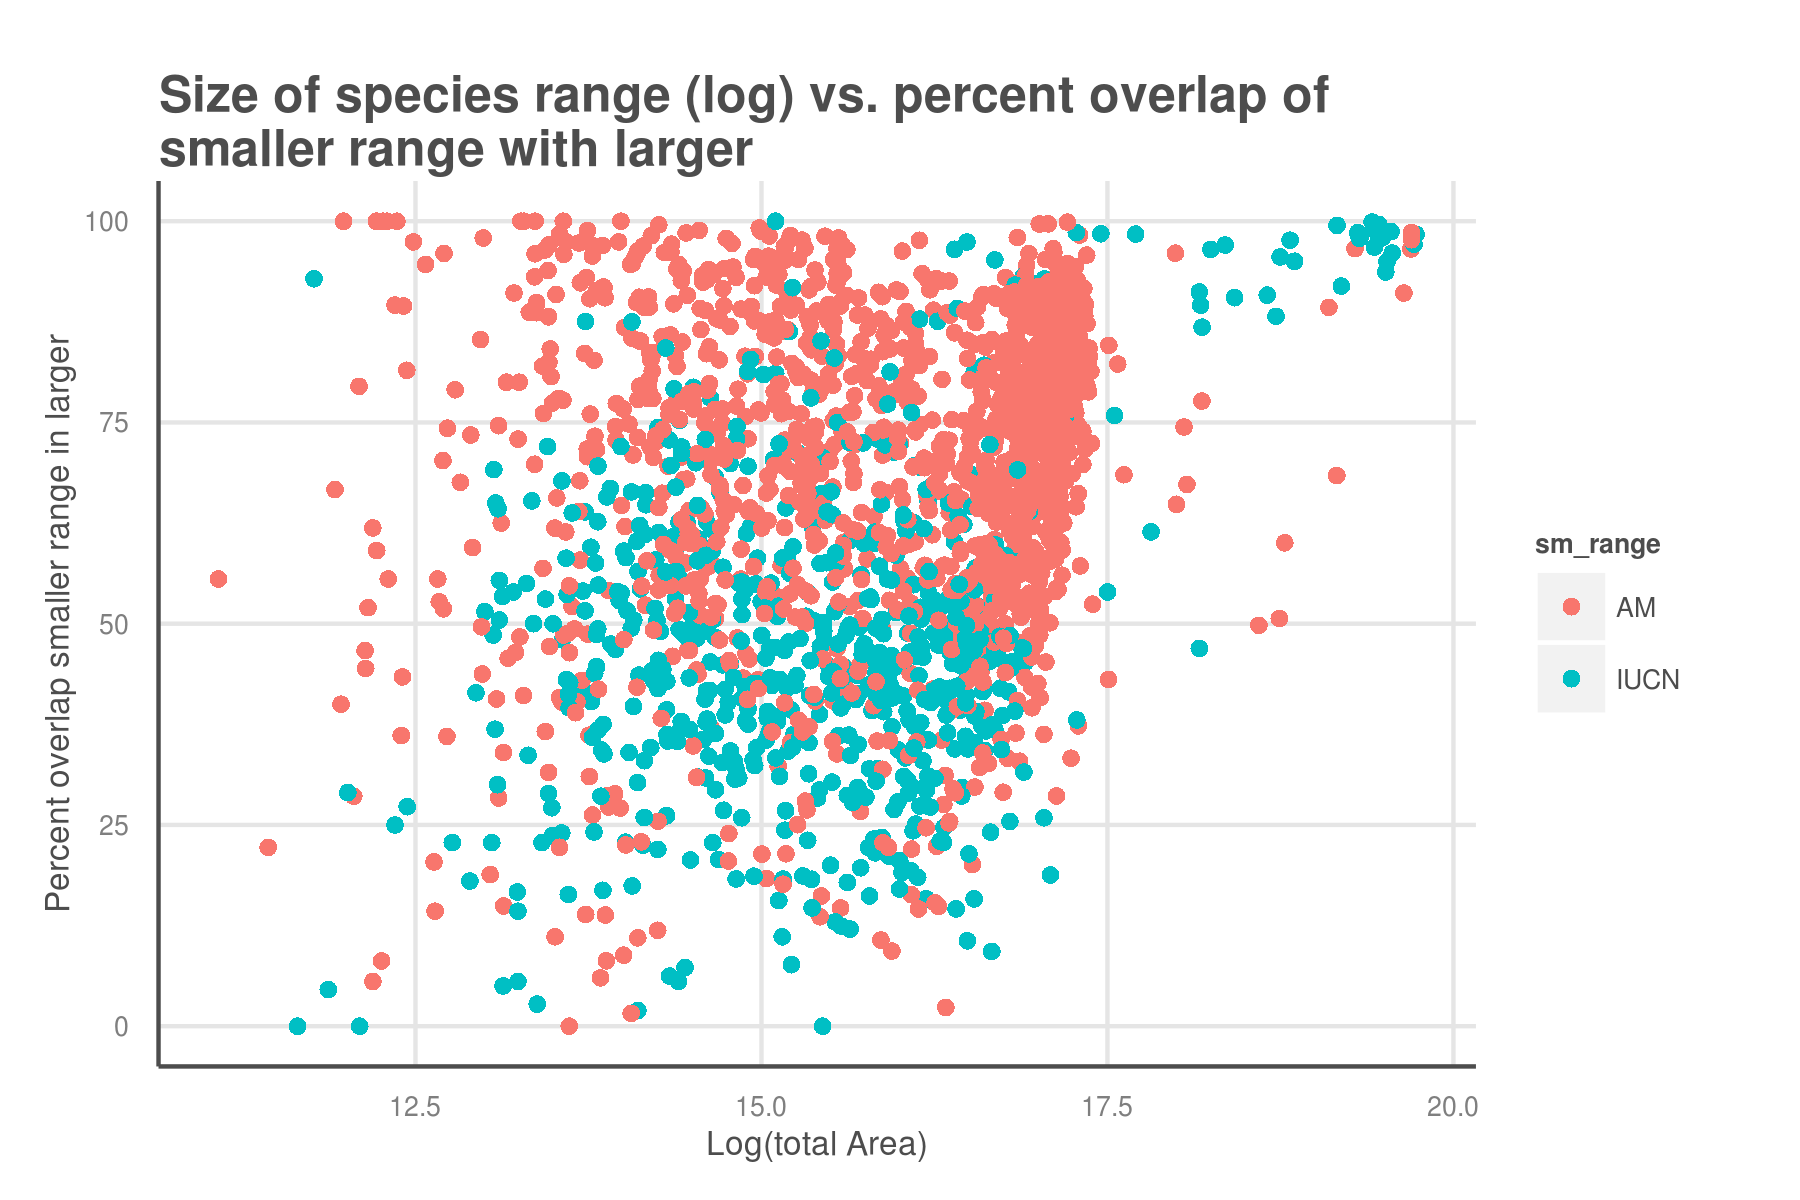 Size of species range (log) vs. percent overlap of
smaller range with larger
Percent overlap smaller range in larger
100
75
50
25
0
12.5
15.0
17.5
20.0
Log(total Area)
sm_range
AM
IUCN